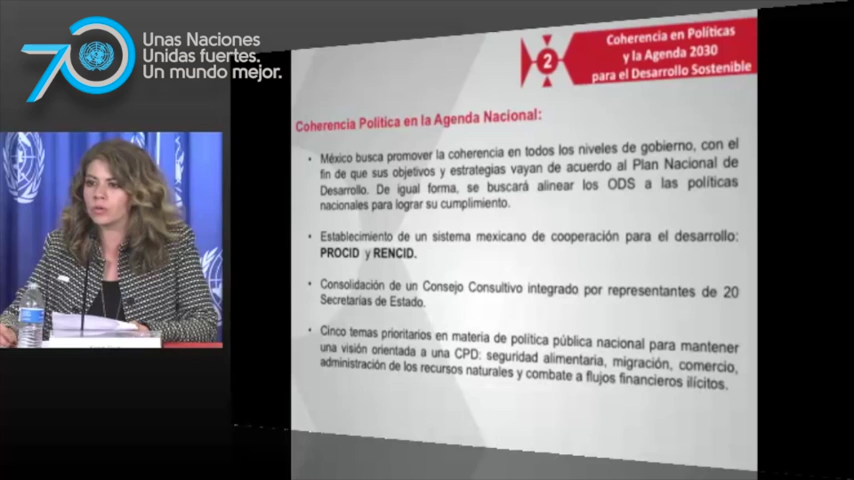 70
Unas Naciones
Unidas fuertes.
Un mundo mejor.
2
Coherencia en Políticas
y la Agenda 2030
para el Desarrollo Sostenible
Coherencia Política en la Agenda Nacional:
• México busca promover la coherencia en todos los niveles de gobierno, con el
fin de que sus objetivos y estrategias vayan de acuerdo al Plan Nacional de
Desarrollo. De igual forma, se buscará alinear los ODS a las políticas
nacionales para lograr su cumplimiento.
• Establecimiento de un sistema mexicano de cooperación para el desarrollo:
PROCID y RENCID.
• Consolidación de un Consejo Consultivo integrado por representantes de 20
Secretarías de Estado.
• Cinco temas prioritarios en materia de política pública nacional para mantener
una visión orientada a una CPD: seguridad alimentaria, migración, comercio,
administración de los recursos naturales y combate a flujos financieros ilícitos.